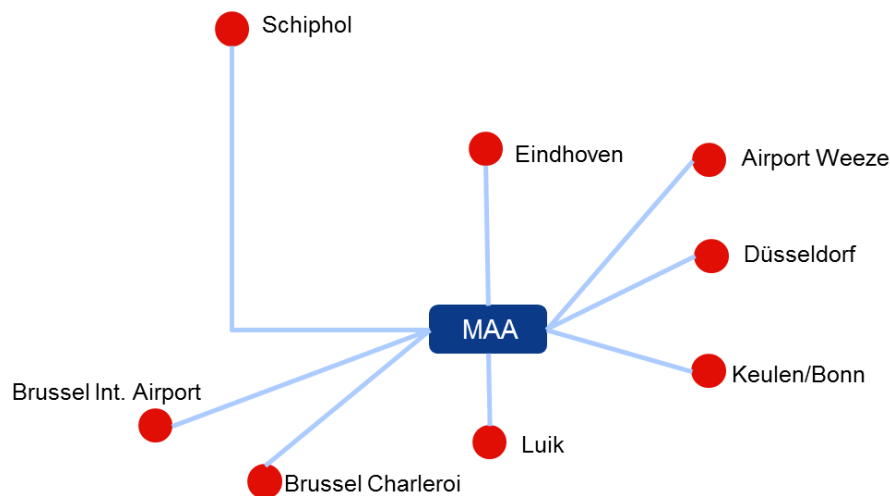 Schiphol
Eindhoven
Airport Weeze
Düsseldorf
MAA
Keulen/Bonn
Brussel Int. Airport
Luik
Brussel Charleroi